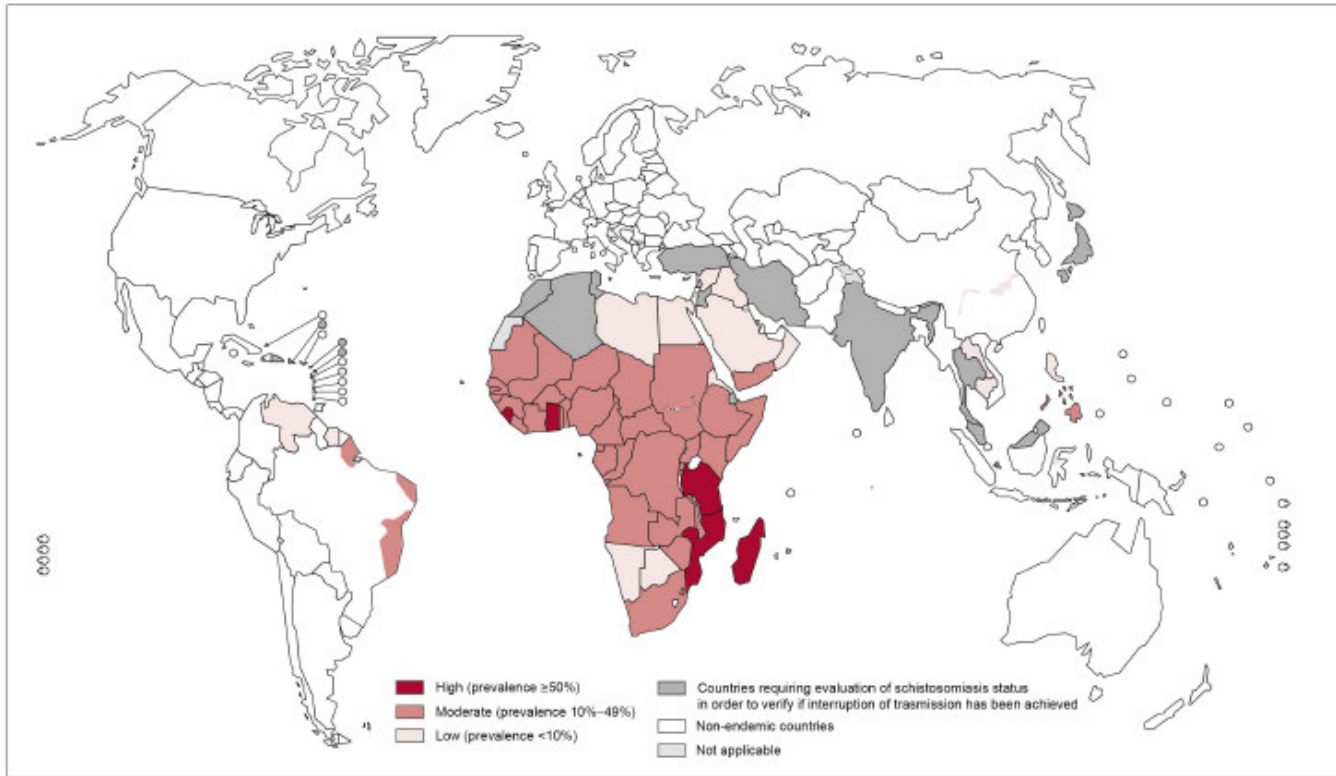 High (prevalence ≥50%)
Moderate (prevalence 10%–49%)
Low (prevalence <10%)
Countries requiring evaluation of schistosomiasis status
in order to verify if interruption of trasmission has been achieved
Non-endemic countries
Not applicable